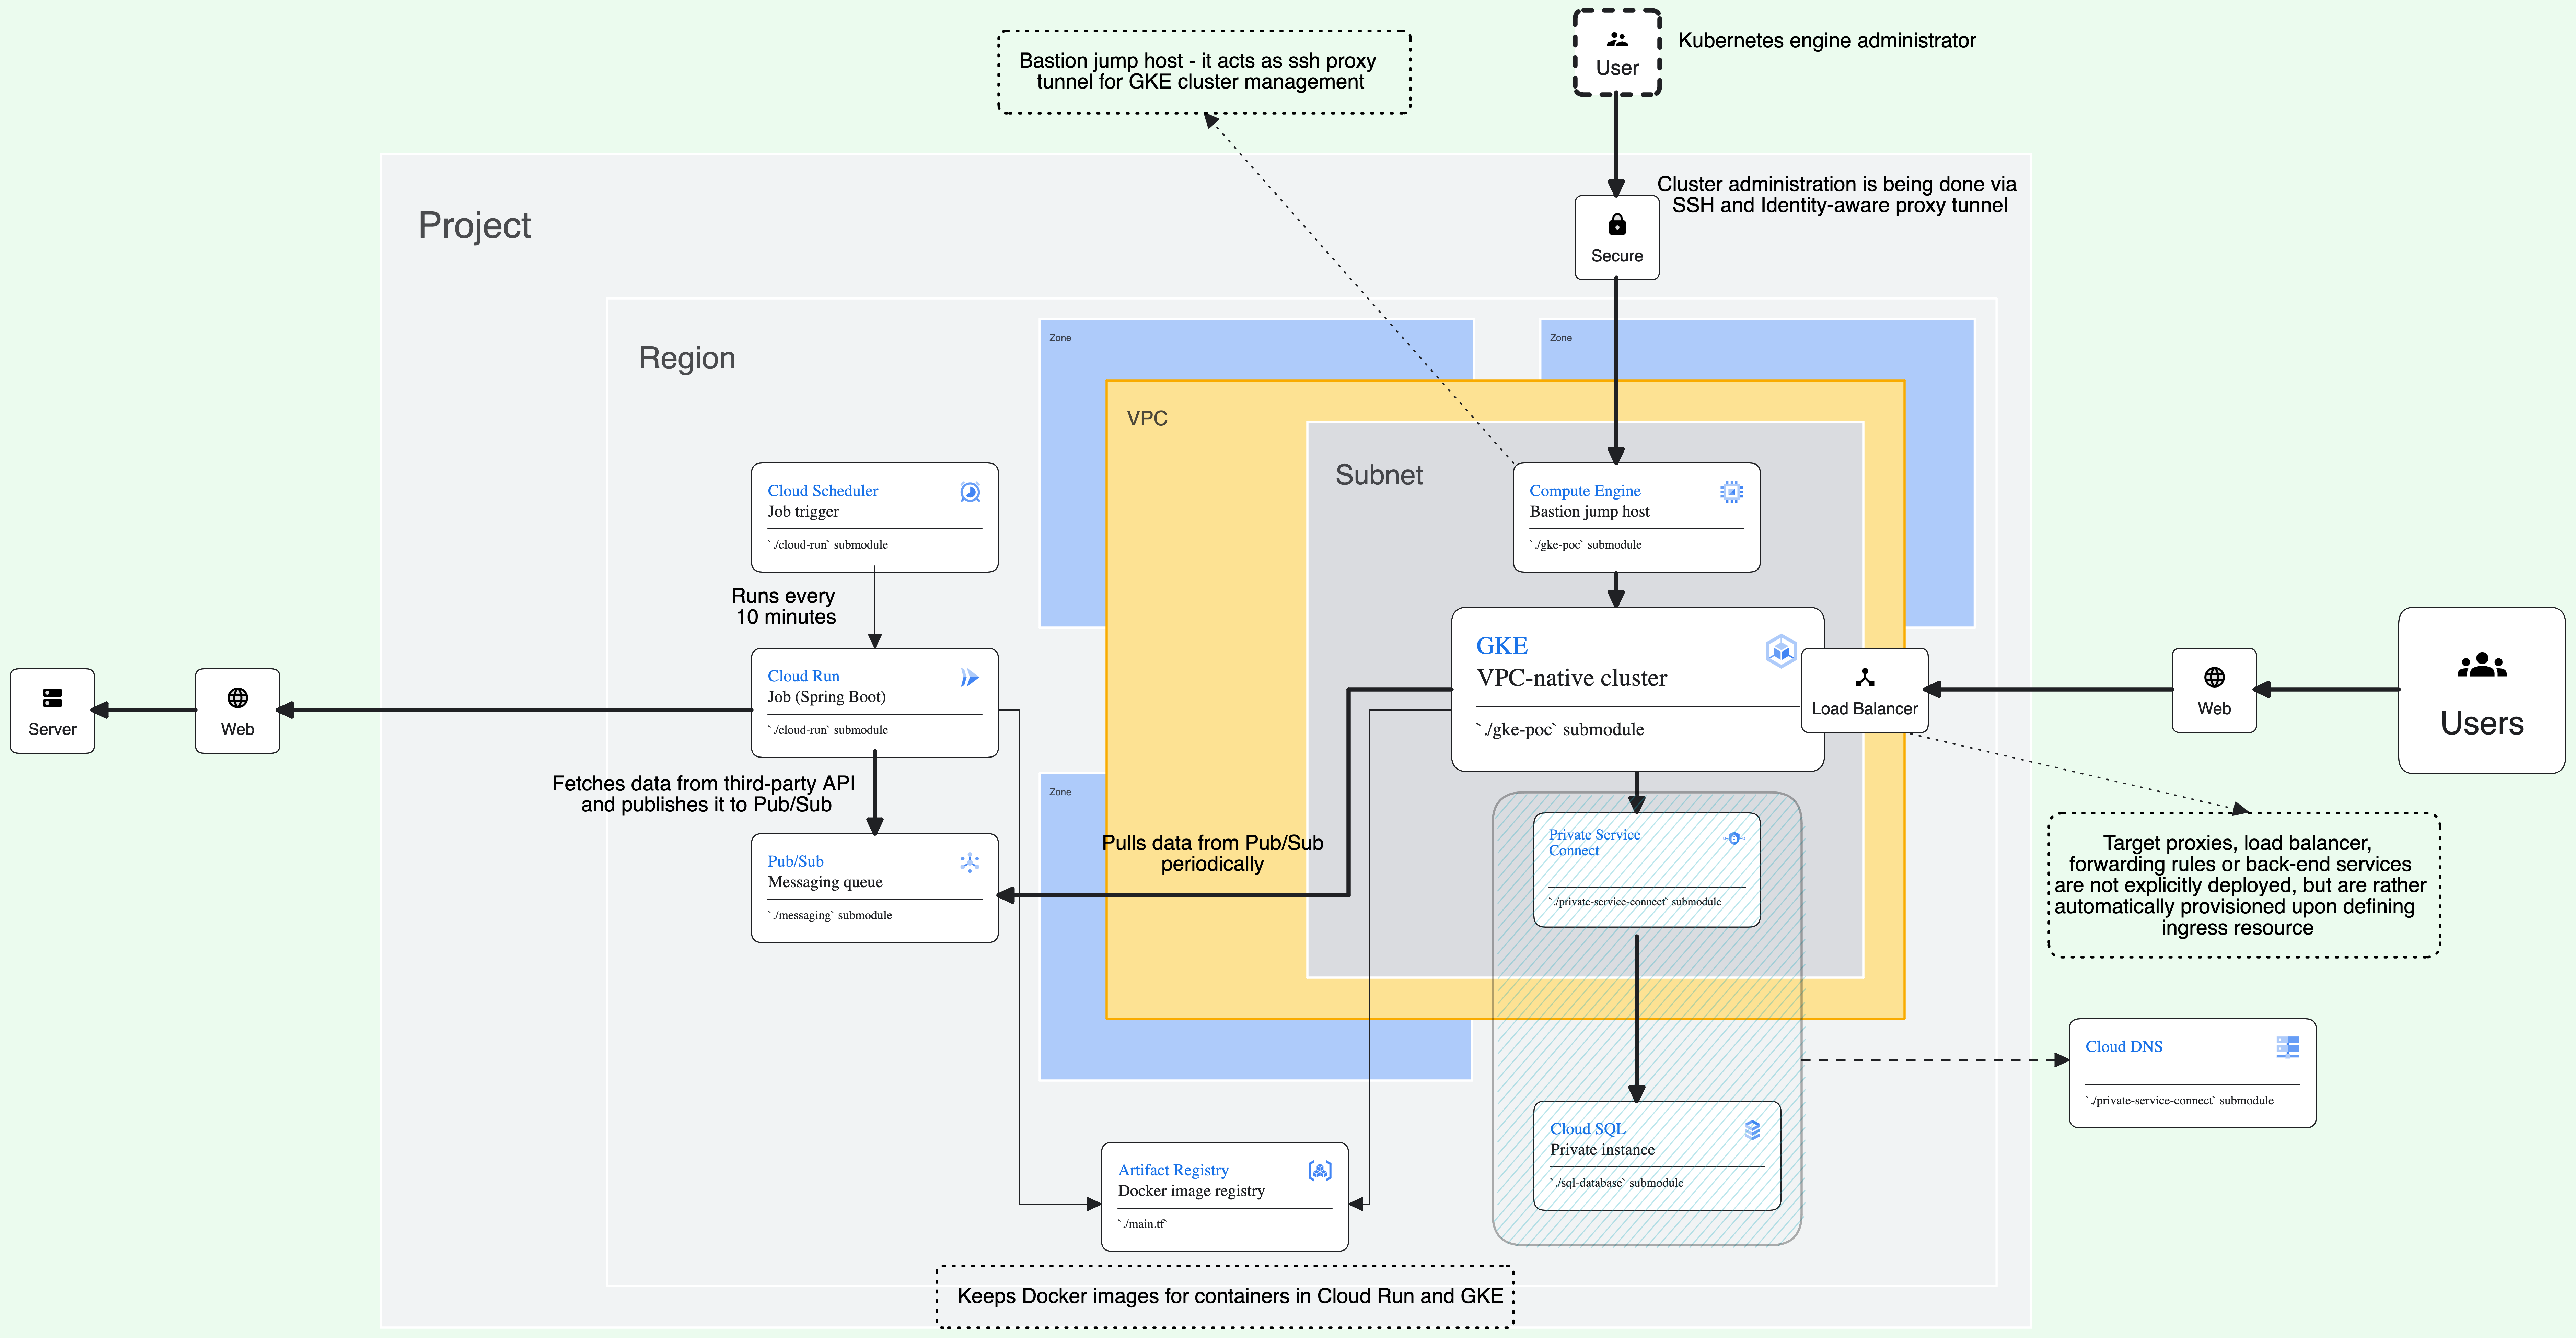 User
Kubernetes engine administrator
Bastion jump host - it acts as ssh proxy
tunnel for GKE cluster management
Cluster administration is being done via
SSH and Identity-aware proxy tunnel
Secure
Project
Region
Zone
Zone
VPC
Subnet
Cloud Scheduler
Job trigger
`./cloud-run` submodule
Compute Engine
Bastion jump host
`./gke-poc` submodule
Runs every
10 minutes
Server
Web
Cloud Run
Job (Spring Boot)
`./cloud-run` submodule
GKE
VPC-native cluster
`./gke-poc` submodule
Load Balancer
Web
Users
Fetches data from third-party API
and publishes it to Pub/Sub
Zone
Pub/Sub
Messaging queue
`./messaging` submodule
Pulls data from Pub/Sub
periodically
Private Service
Connect
`./private-service-connect` submodule
Target proxies, load balancer,
forwarding rules or back-end services
are not explicitly deployed, but are rather
automatically provisioned upon defining
ingress resource
Cloud DNS
`./private-service-connect` submodule
Cloud SQL
Private instance
`./sql-database` submodule
Artifact Registry
Docker image registry
`./main.tf`
Keeps Docker images for containers in Cloud Run and GKE